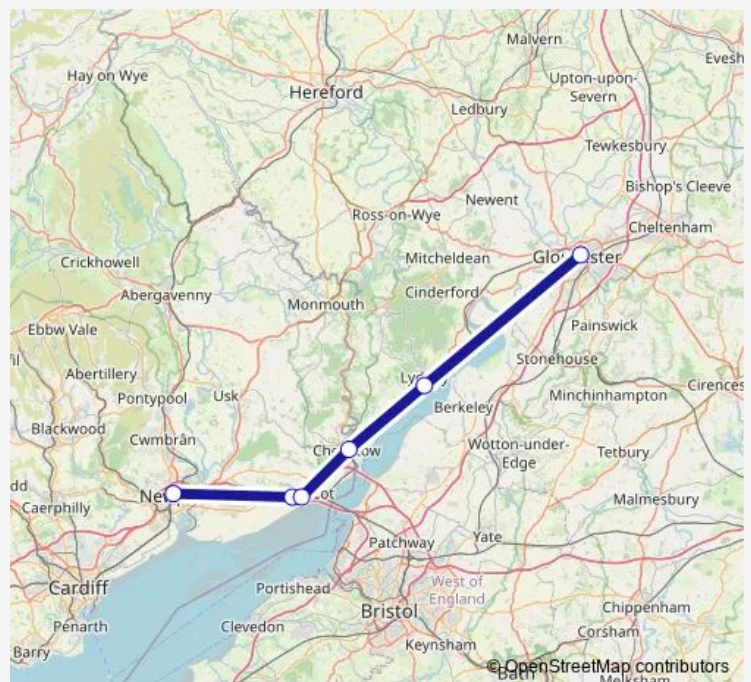 Malvern
Evesh
Hay on Wye
Upton-upon-
Severn
Hereford
Ledbury
Tewkesbury
Bishop's Cleeve
Newent
Ross-on-Wye
Cheltenham
Mitcheldean
Crickhowell
Cinderford
Abergavenny
Monmouth
Painswick
Ebbw Vale
Stonehouse
Abertillery
Cirences
Usk
Minchinhampton
Pontypool
Berkeley
Blackwood
Cwmbrân
Wotton-under-
Edge
Tetbury
Malmesbury
Caerphilly
Yate
Patchway
Cardiff
Portishead
West of
England
Chippenham
Bristol
Penarth
Clevedon
Corsham
Keynsham
Barry
© OpenStreetMap contributors
Bath
Melksham